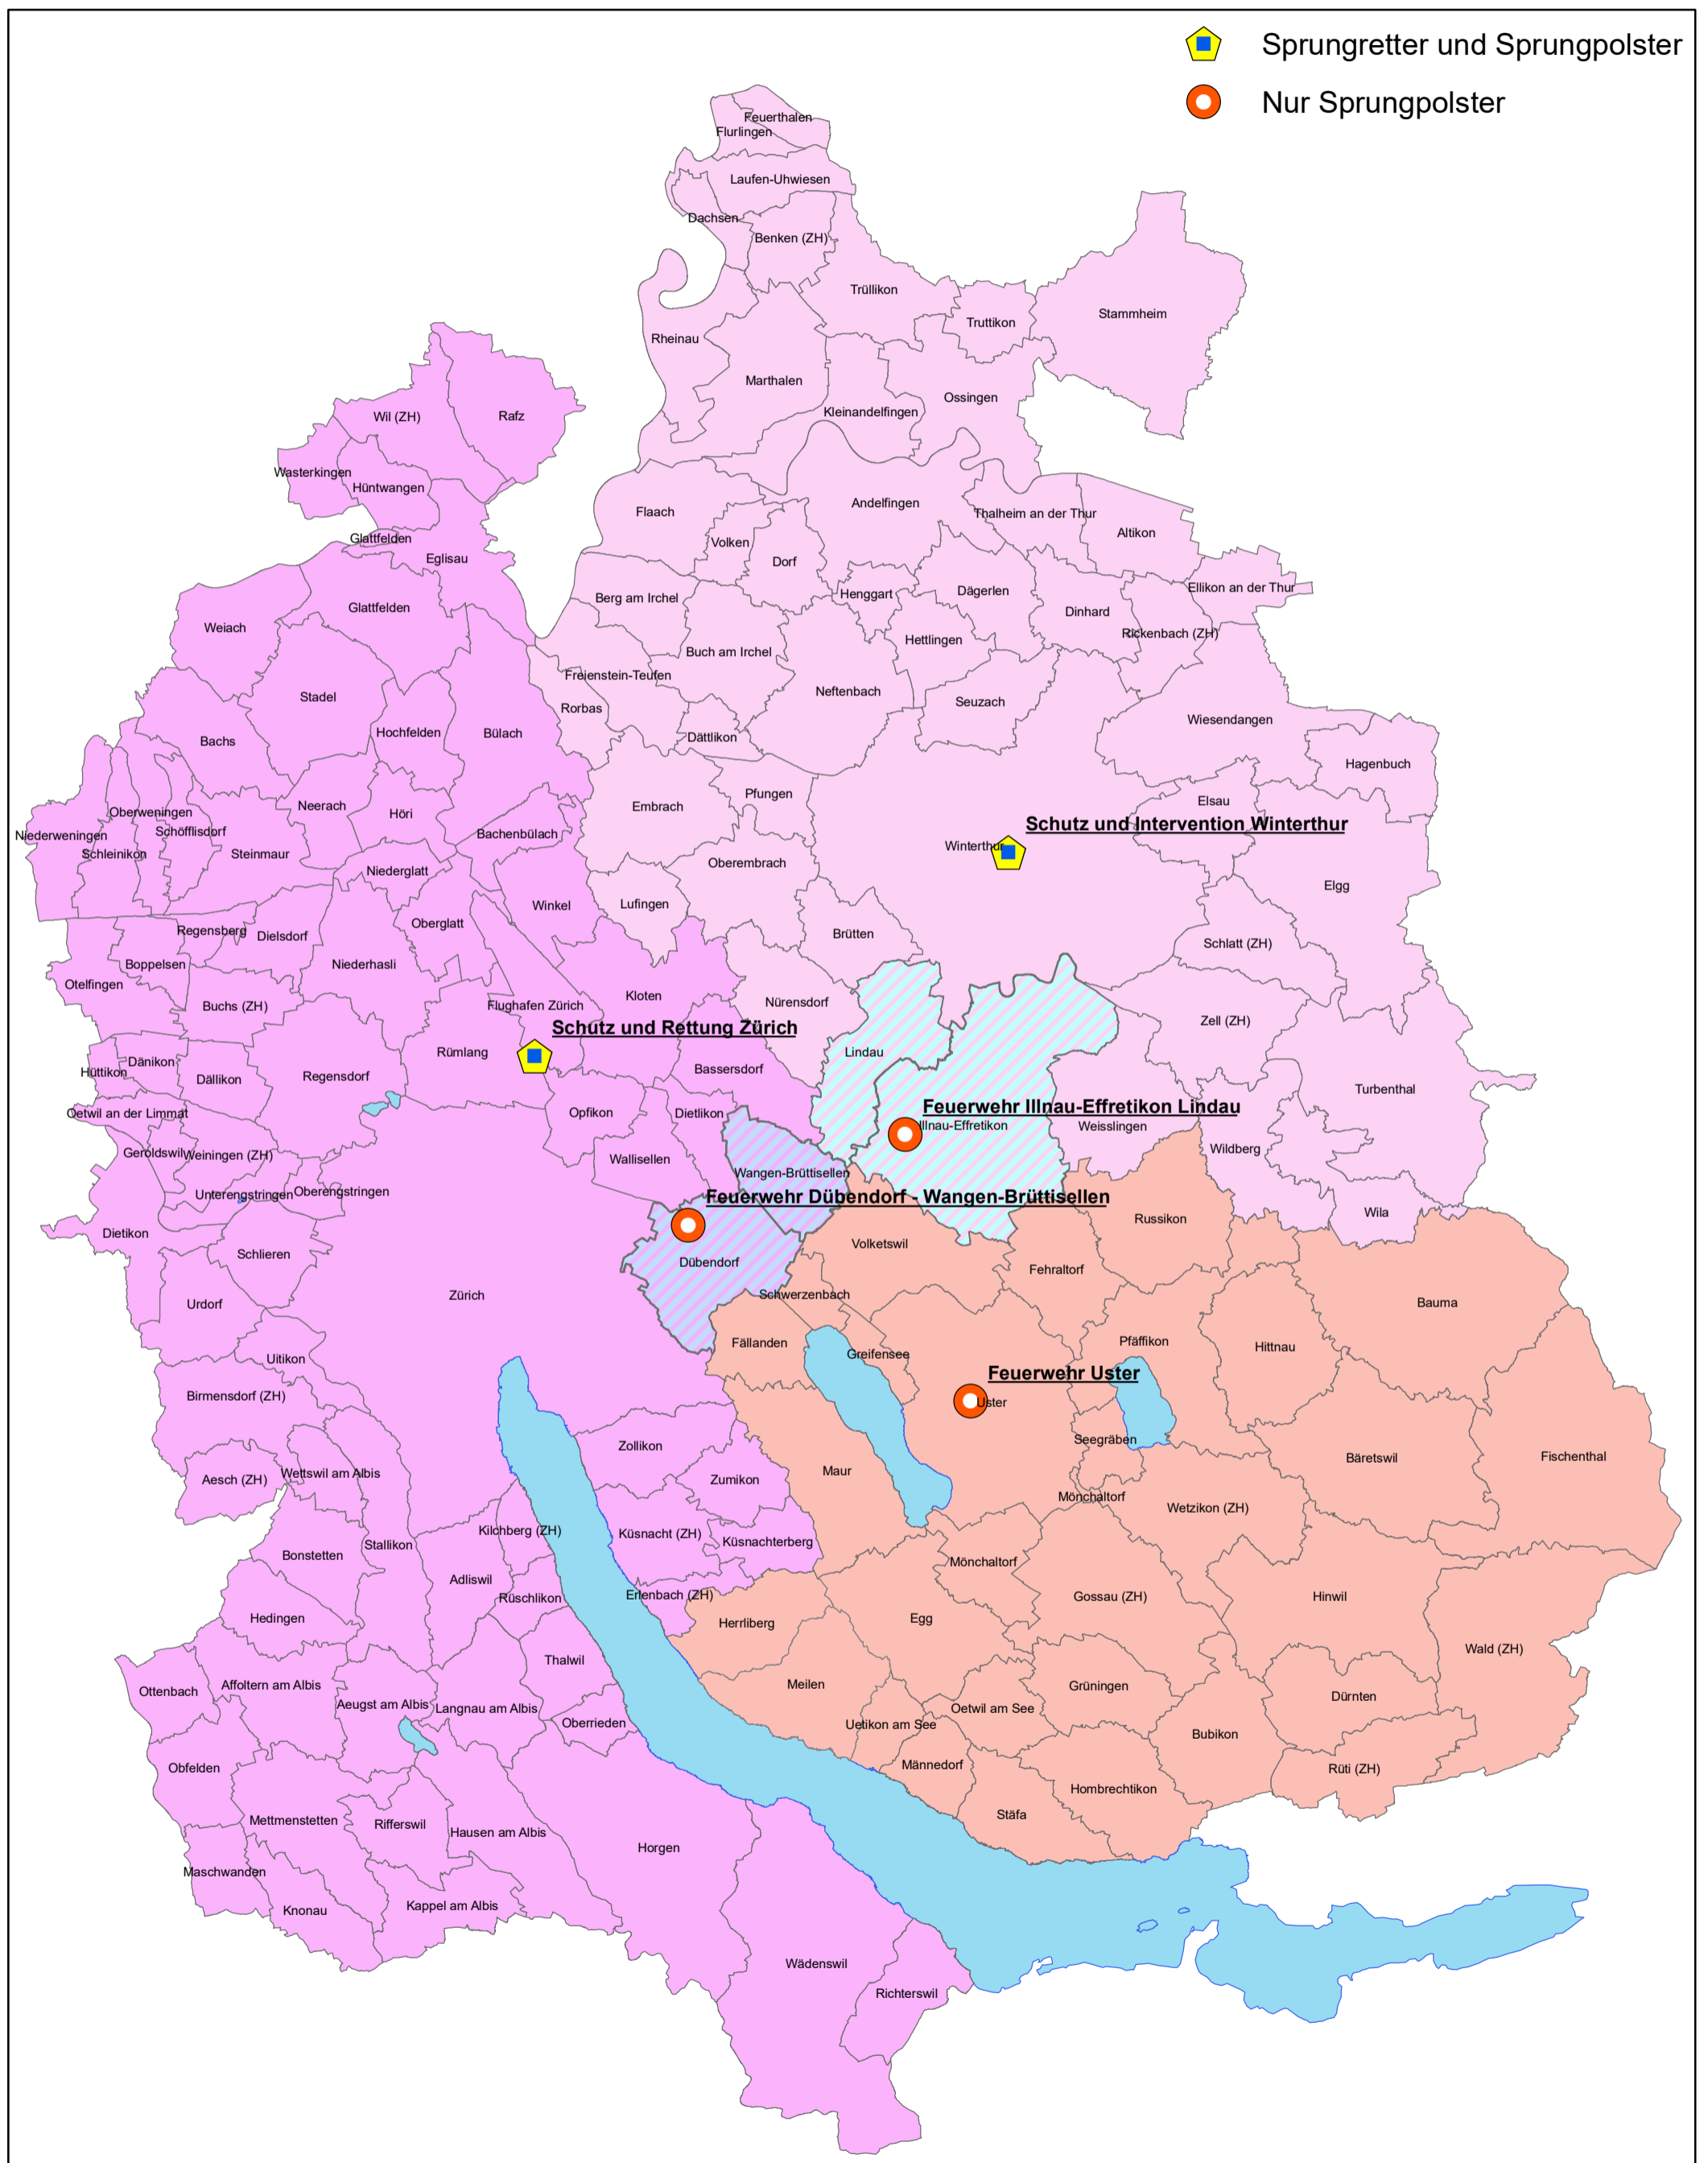 Sprungretter und Sprungpolster
Nur Sprungpolster
Feuerthalen
Flurlingen
Laufen-Uhwiesen
Dachsen
Benken (ZH)
Trüllikon
Truttikon
Stammheim
Rheinau
Marthalen
Kleinandelfingen
Ossingen
Wil (ZH)
Rafz
Wasterkingen
Hüntwangen
Glattfelden
Eglisau
Flaach
Andelfingen
Thalheim an der Thur
Altikon
Volken
Dorf
Henggart
Dägerlen
Ellikon an der Thur
Berg am Irchel
Dinhard
Rickenbach (ZH)
Glattfelden
Weiach
Hettlingen
Buch am Irchel
Freienstein-Teufen
Neftenbach
Seuzach
Rorbas
Stadel
Wiesendangen
Hochfelden
Bülach
Bachs
Dättlikon
Hagenbuch
Pfungen
Elsau
Embrach
Neerach
Höri
Oberweningen
Niederweningen
Schöfflisdorf
Schleinikon
Steinmaur
Bachenbülach
Schutz und Intervention Winterthur
Winterthur
Oberembrach
Niederglatt
Elgg
Winkel
Lufingen
Oberglatt
Regensberg
Dielsdorf
Brütten
Schlatt (ZH)
Boppelsen
Niederhasli
Otelfingen
Buchs (ZH)
Flughafen Zürich
Kloten
Nürensdorf
Zell (ZH)
Schutz und Rettung Zürich
Rümlang
Lindau
Dänikon
Hüttikon
Dällikon
Regensdorf
Bassersdorf
Turbenthal
Oetwil an der Limmat
Opfikon
Dietlikon
Feuerwehr Illnau-Effretikon Lindau
Illnau-Effretikon
Weisslingen
Wildberg
Geroldswil
Weiningen (ZH)
Wallisellen
Wangen-Brüttisellen
Unterengstringen
Oberengstringen
Feuerwehr Dübendorf - Wangen-Brüttisellen
Wila
Russikon
Dietikon
Schlieren
Volketswil
Dübendorf
Fehraltorf
Zürich
Schwerzenbach
Urdorf
Bauma
Fällanden
Greifensee
Pfäffikon
Hittnau
Uitikon
Feuerwehr Uster
Uster
Birmensdorf (ZH)
Zollikon
Seegräben
Aesch (ZH)
Wettswil am Albis
Zumikon
Maur
Bäretswil
Fischenthal
Mönchaltorf
Wetzikon (ZH)
Kilchberg (ZH)
Küsnacht (ZH)
Küsnachterberg
Stallikon
Bonstetten
Mönchaltorf
Adliswil
Rüschlikon
Erlenbach (ZH)
Gossau (ZH)
Hinwil
Hedingen
Herrliberg
Egg
Wald (ZH)
Thalwil
Affoltern am Albis
Ottenbach
Aeugst am Albis
Langnau am Albis
Meilen
Grüningen
Dürnten
Oberrieden
Uetikon am See
Oetwil am See
Bubikon
Obfelden
Männedorf
Rüti (ZH)
Hombrechtikon
Stäfa
Mettmenstetten
Rifferswil
Hausen am Albis
Horgen
Maschwanden
Knonau
Kappel am Albis
Wädenswil
Richterswil